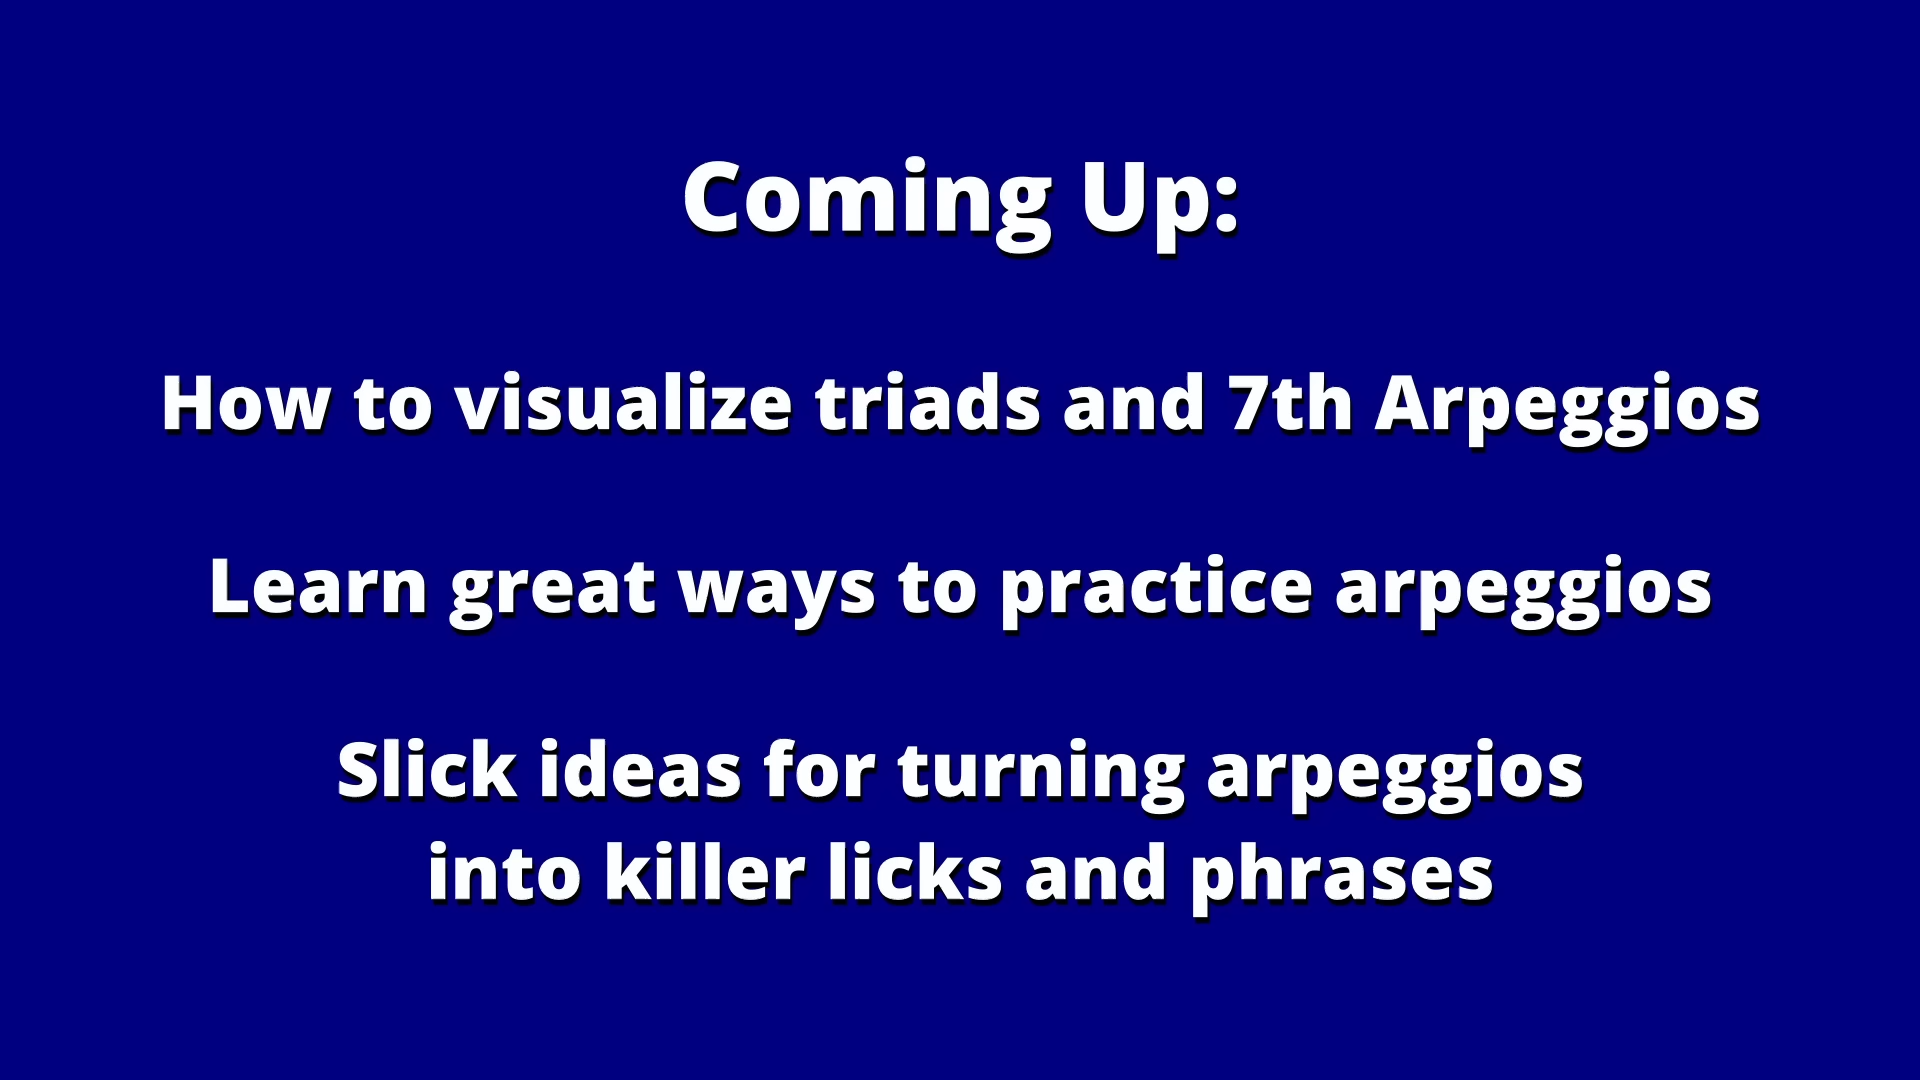 Coming Up:
How to visualize triads and 7th Arpeggios
Learn great ways to practice arpeggios
Slick ideas for turning arpeggios
into killer licks and phrases